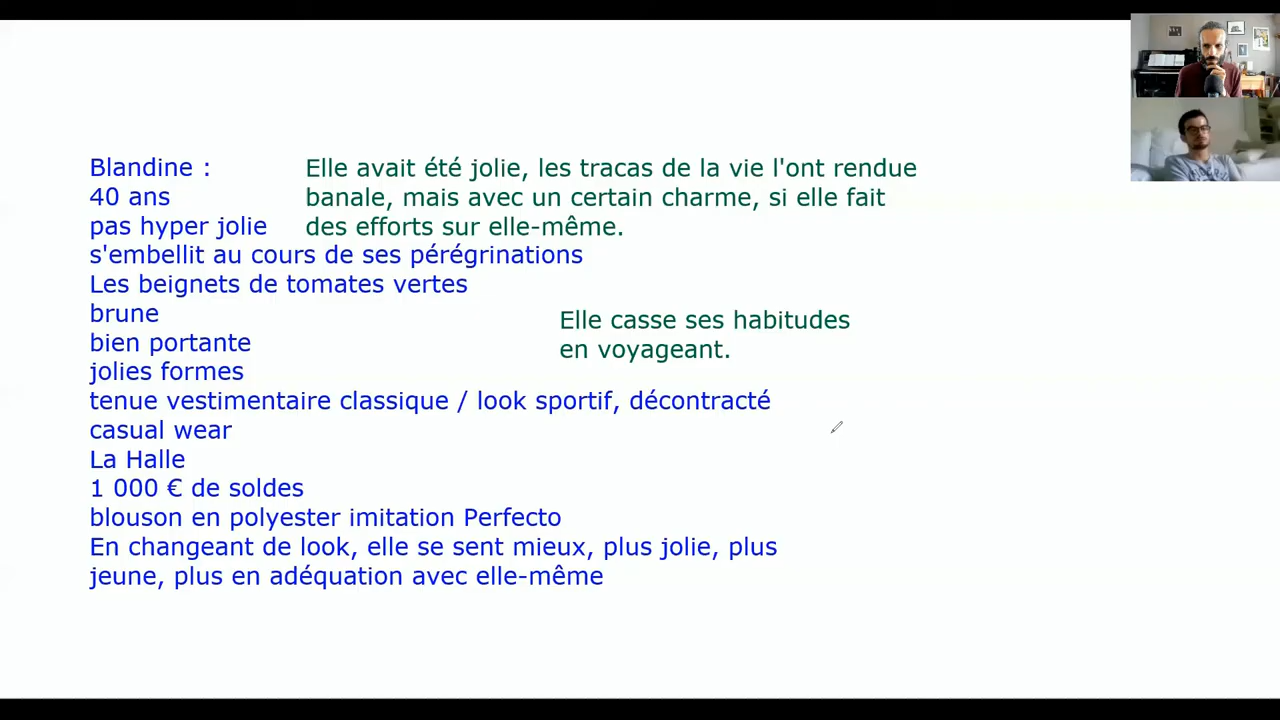 Blandine :
40 ans
pas hyper jolie
Elle avait été jolie, les tracas de la vie l'ont rendue
banale, mais avec un certain charme, si elle fait
des efforts sur elle-même.
s'embellit au cours de ses pérégrinations
Les beignets de tomates vertes
brune
bien portante
jolies formes
Elle casse ses habitudes
en voyageant.
tenue vestimentaire classique / look sportif, décontracté
casual wear
La Halle
1 000 € de soldes
blouson en polyester imitation Perfecto
En changeant de look, elle se sent mieux, plus jolie, plus
jeune, plus en adéquation avec elle-même